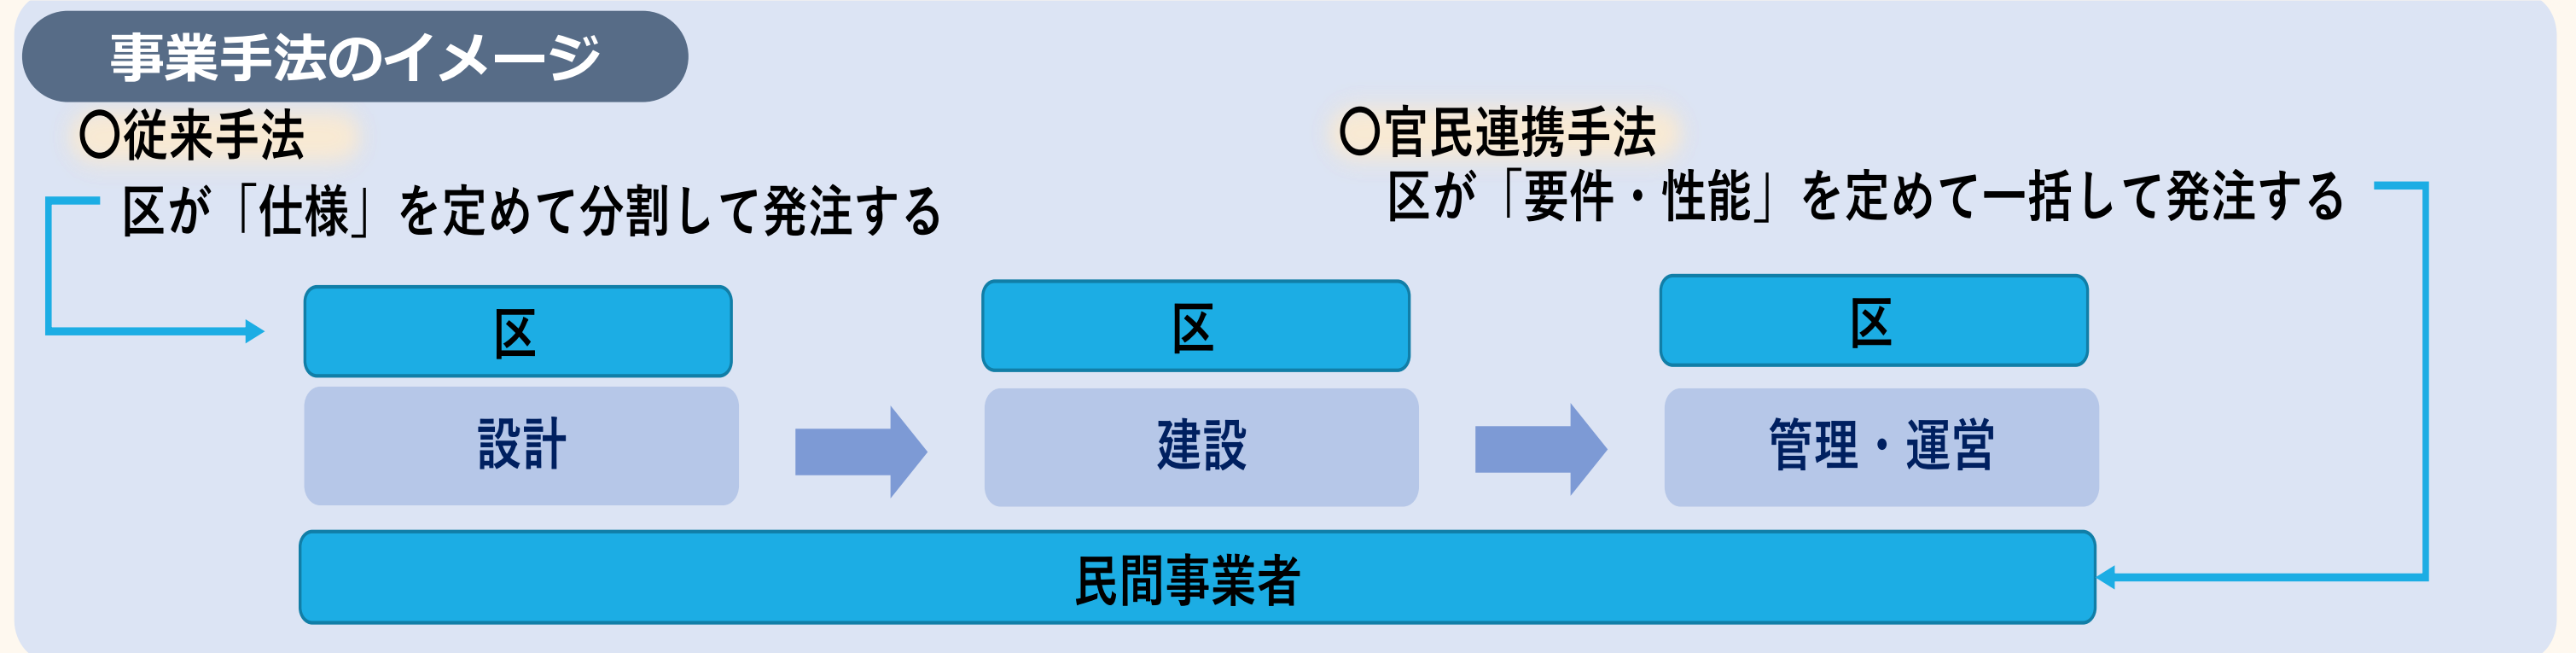 事業手法のイメージ
〇従来手法
区が「仕様」を定めて分割して発注する
〇官民連携手法
区が「要件・性能」を定めて一括して発注する
区
区
区
設計
建設
管理・運営
民間事業者